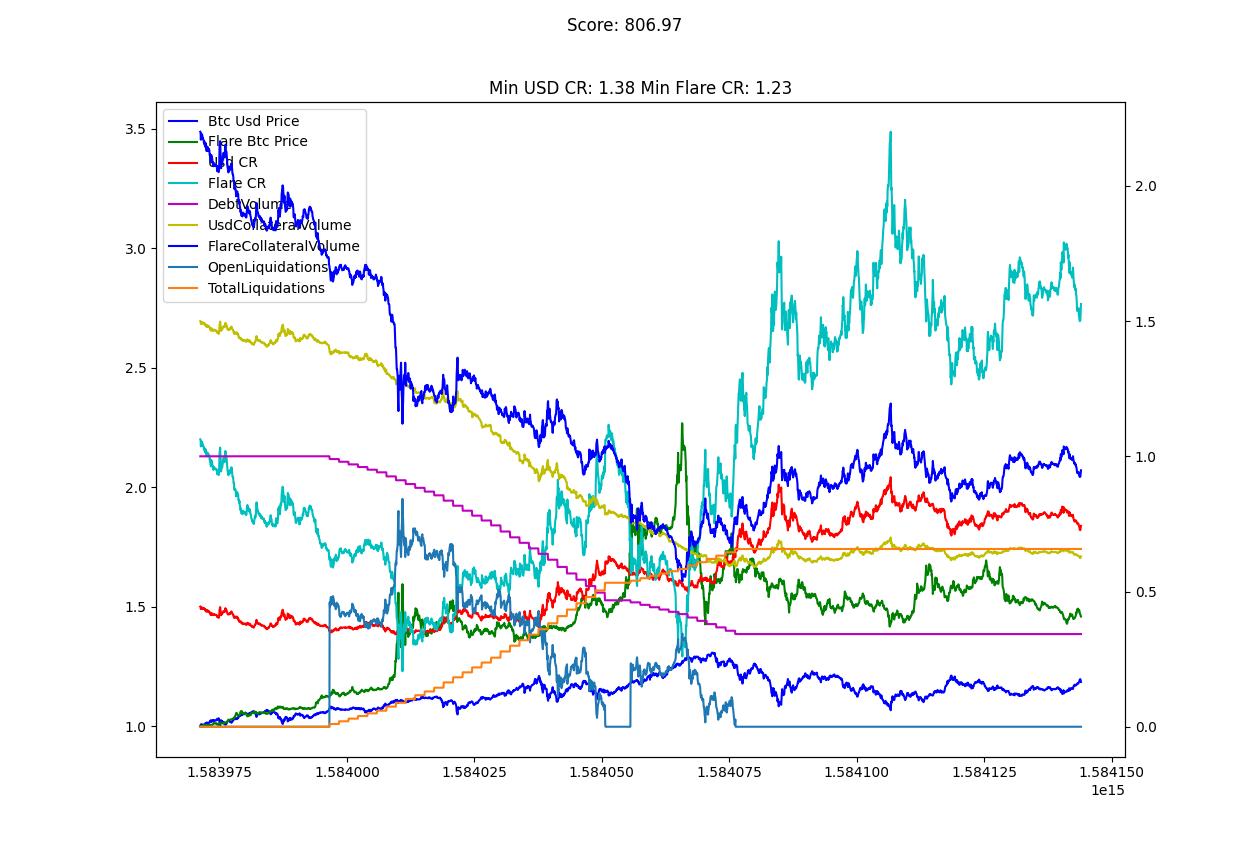 Score: 806.97
Min USD CR: 1.38 Min Flare CR: 1.23
Btc Usd Price
Flare Btc Price
Usd CR
Flare CR
DebtVolume
UsdCollateralVolume
FlareCollateralVolume
OpenLiquidations
TotalLiquidations
3.5
3.0
2.5
2.0
1.5
1.0
2.0
1.5
1.0
0.5
0.0
1.583975
1.584000
1.584025
1.584050
1.584075
1.584100
1.584125
1.584150
1e15